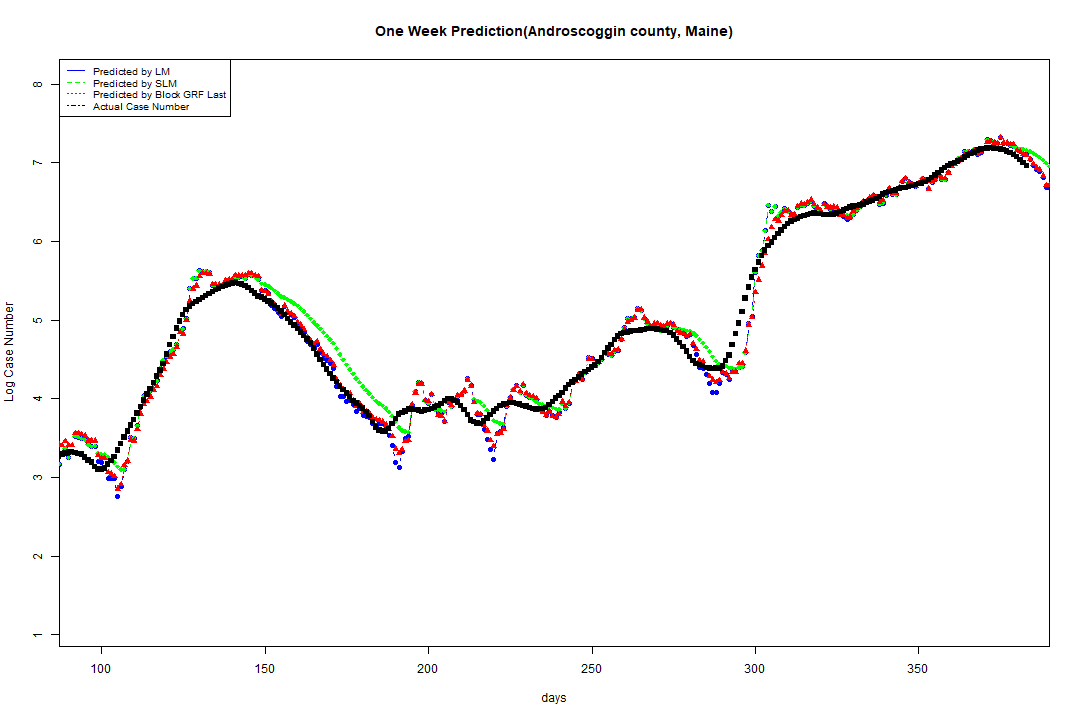 One Week Prediction(Androscoggin county, Maine)
Predicted by LM
Predicted by SLM
Predicted by Block GRF Last
Actual Case Number
Log Case Number
8
7
6
5
4
3
2
1
100 150 200 250 300 350
days